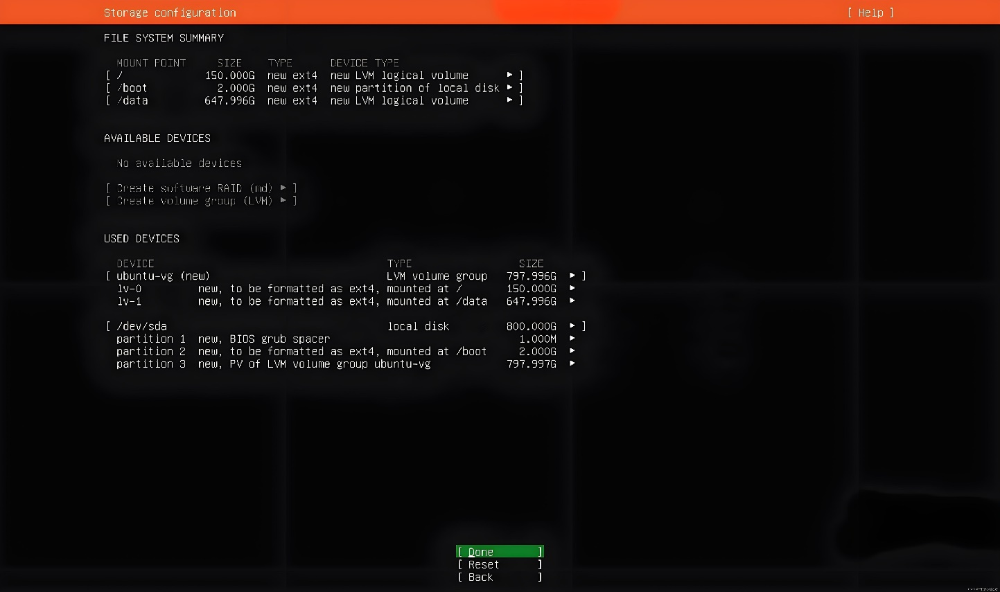 Storage configuration [ Help ]
FILE SYSTEM SUMMARY
MOUNT POINT SIZE TYPE DEVICE TYPE
[ / 150.000G new ext4 new LVM logical volume ▸ ]
[ /boot 2.000G new ext4 new partition of local disk ▸ ]
[ /data 647.996G new ext4 new LVM logical volume ▸ ]
AVAILABLE DEVICES
No available devices
[ Create software RAID (md) ▸ ]
[ Create volume group (LVM) ▸ ]
USED DEVICES
DEVICE TYPE SIZE
[ ubuntu-vg (new) LVM volume group 797.996G ▸ ]
lv-0 new, to be formatted as ext4, mounted at / 150.000G ▸
lv-1 new, to be formatted as ext4, mounted at /data 647.996G ▸
[ /dev/sda local disk 800.000G ▸ ]
partition 1 new, BIOS grub spacer 1.000M ▸
partition 2 new, to be formatted as ext4, mounted at /boot 2.000G ▸
partition 3 new, PV of LVM volume group ubuntu-vg 797.997G ▸
[ Done ]
[ Reset ]
[ Back ]